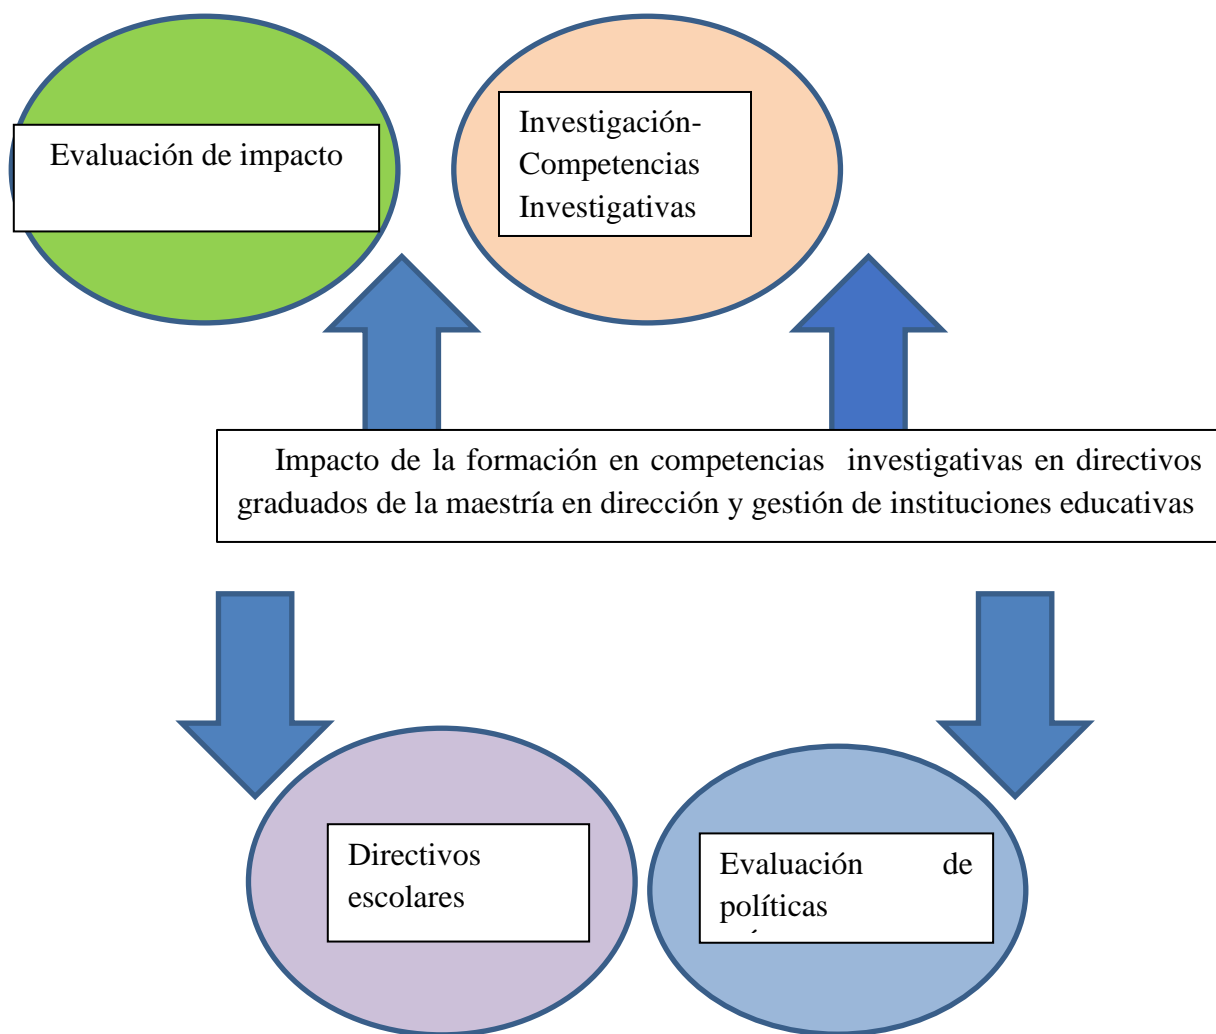 Evaluación de impacto
Investigación-
Competencias
Investigativas
Impacto de la formación en competencias investigativas en directivos
graduados de la maestría en dirección y gestión de instituciones educativas
Directivos
escolares
Evaluación de
políticas